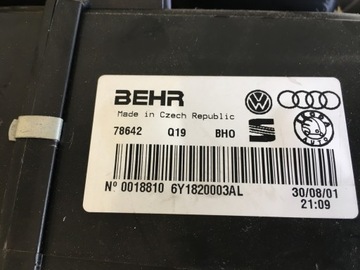 BEHR
Made in Czech Republic
78642 Q19 BHO
Nº 0018810 6Y1820003AL
30/08/01
21:09